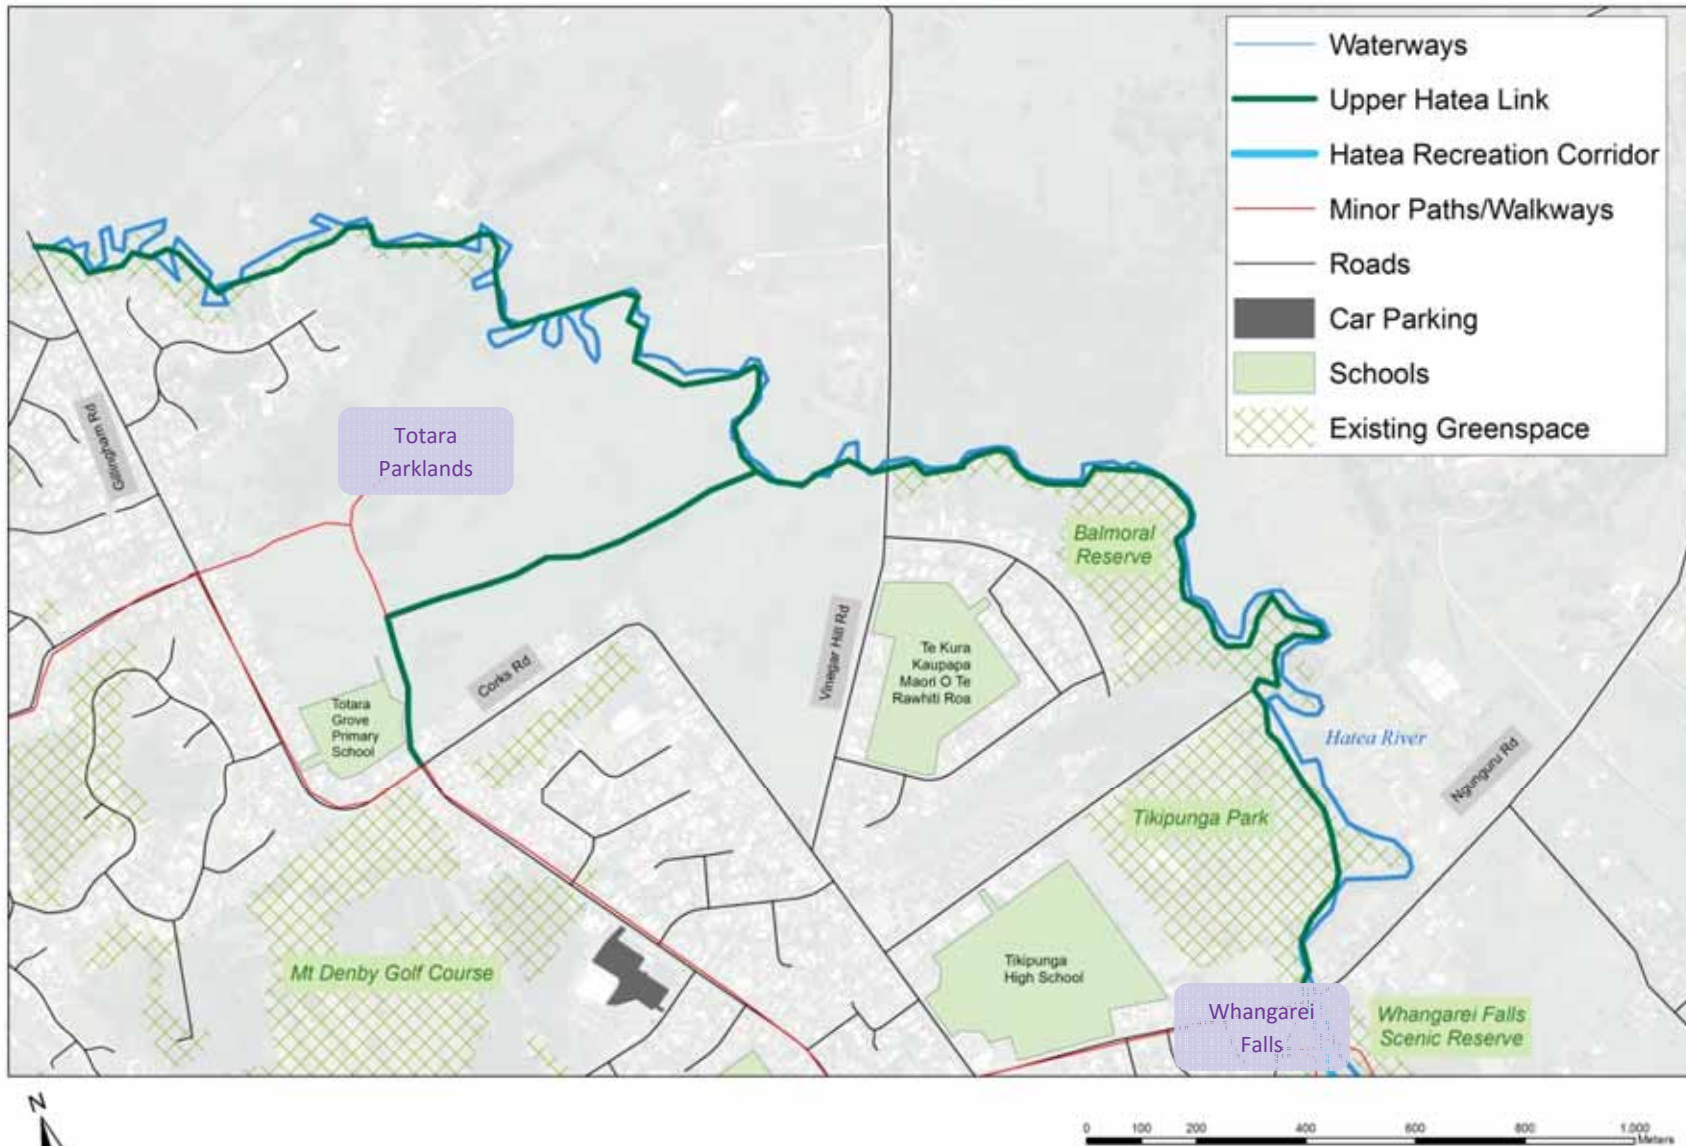 Waterways
Upper Hatea Link
Hatea Recreation Corridor
Minor Paths/Walkways
Roads
Car Parking
Schools
Existing Greenspace
Gillingham Rd
Totara
Parklands
Balmoral
Reserve
Corks Rd
Vinegar Hill Rd
Te Kura
Kaupapa
Maori O Te
Rawhiti Roa
Totara
Grove
Primary
School
Hatea River
Ngunguru Rd
Tikipunga Park
Mt Denby Golf Course
Tikipunga
High School
Whangarei
Falls
Whangarei Falls
Scenic Reserve
N
0 100 200 400 600 800 1,000
Meters